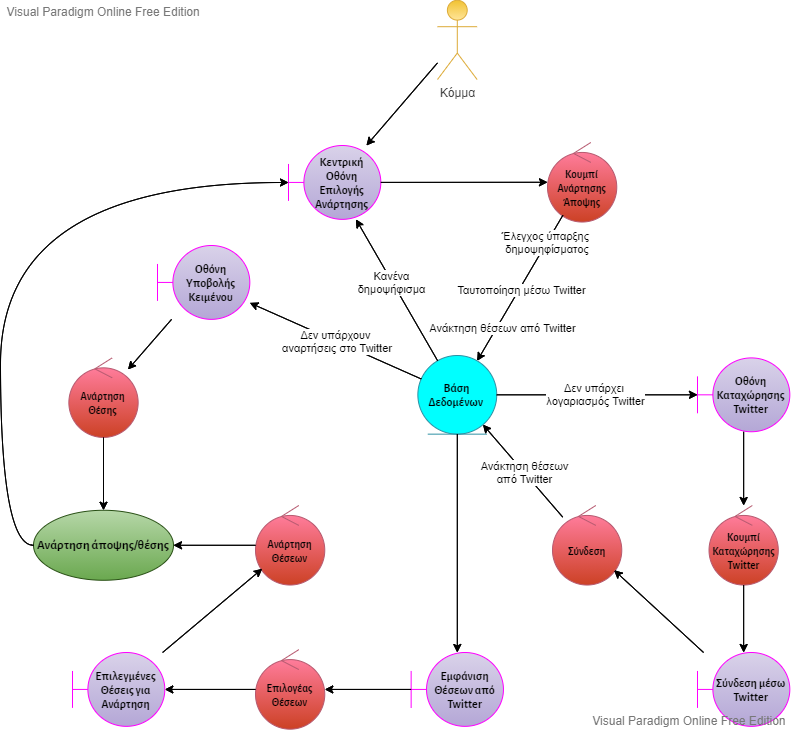 Visual Paradigm Online Free Edition
Κόμμα
Κεντρική
Οθόνη
Επιλογής
Ανάρτησης
Κουμπί
Ανάρτησης
Άποψης
Έλεγχος ύπαρξης
δημοψηφίσματος
Ταυτοποίηση μέσω Twitter
Ανάκτηση θέσεων από Twitter
Κανένα
δημοψήφισμα
Οθόνη
Υποβολής
Κειμένου
Δεν υπάρχουν
αναρτήσεις στο Twitter
Βάση
Δεδομένων
Δεν υπάρχει
λογαριασμός Twitter
Οθόνη
Καταχώρησης
Twitter
Ανάρτηση
Θέσης
Ανάκτηση θέσεων
από Twitter
Ανάρτηση άποψης/θέσης
Ανάρτηση
Θέσεων
Σύνδεση
Κουμπί
Καταχώρησης
Twitter
Επιλεγμένες
Θέσεις για
Ανάρτηση
Επιλογέας
Θέσεων
Εμφάνιση
Θέσεων από
Twitter
Σύνδεση μέσω
Twitter
Visual Paradigm Online Free Edition